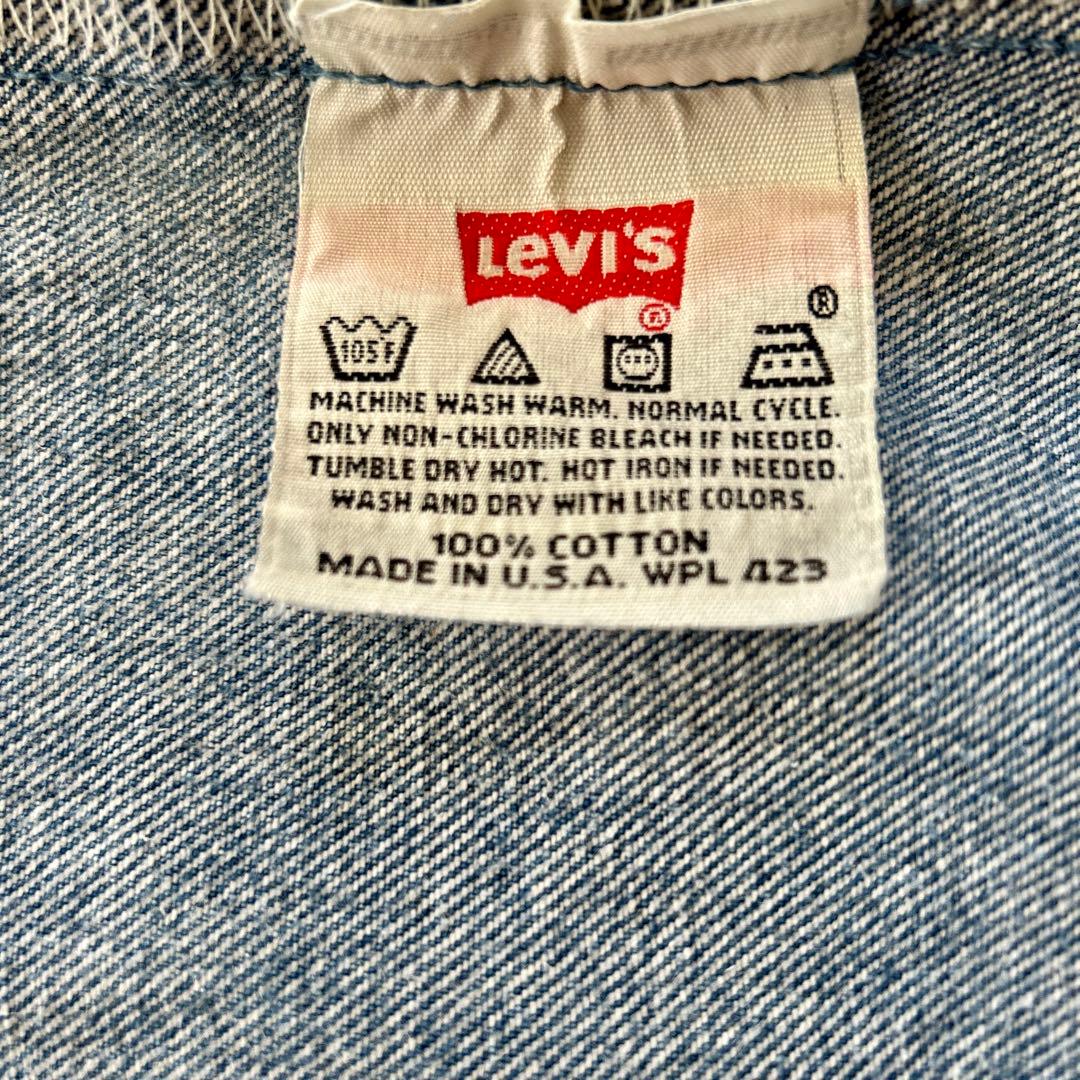 LEVI'S
®
®
105°F
MACHINE WASH WARM. NORMAL CYCLE.
ONLY NON-CHLORINE BLEACH IF NEEDED.
TUMBLE DRY HOT. HOT IRON IF NEEDED.
WASH AND DRY WITH LIKE COLORS.
100% COTTON
MADE IN U.S.A. WPL 423